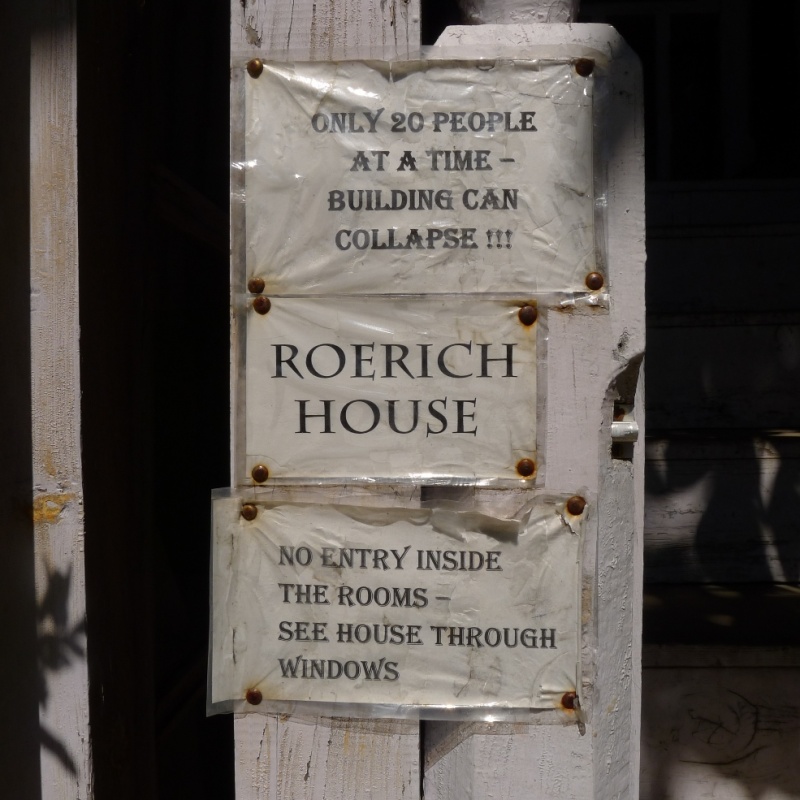 ONLY 20 PEOPLE
AT A TIME –
BUILDING CAN
COLLAPSE !!!
ROERICH
HOUSE
NO ENTRY INSIDE
THE ROOMS –
SEE HOUSE THROUGH
WINDOWS